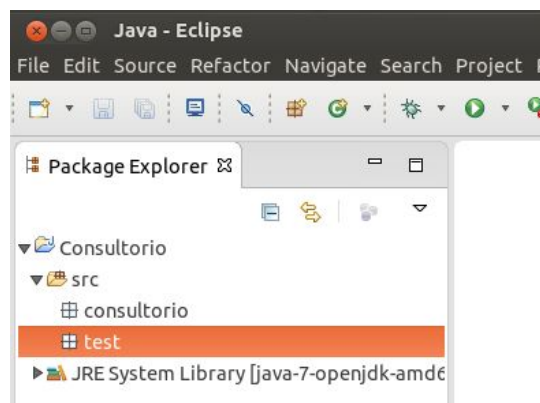 Java - Eclipse
File Edit Source Refactor Navigate Search Project
Package Explorer
Consultorio
src
consultorio
test
JRE System Library [java-7-openjdk-amd6